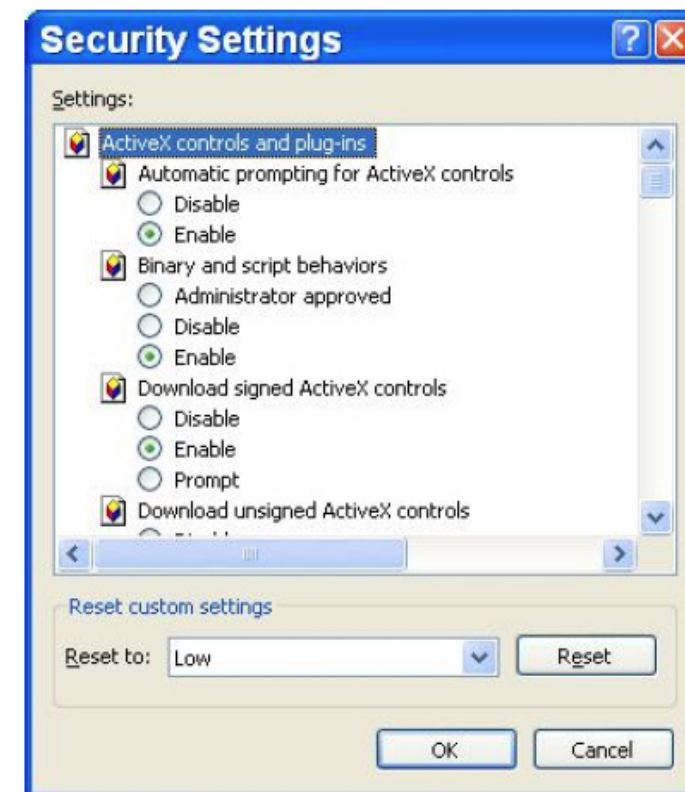 Security Settings
Settings:
ActiveX controls and plug-ins
Automatic prompting for ActiveX controls
Disable
Enable
Binary and script behaviors
Administrator approved
Disable
Enable
Download signed ActiveX controls
Disable
Enable
Prompt
Download unsigned ActiveX controls
Reset custom settings
Reset to: Low Reset
OK Cancel